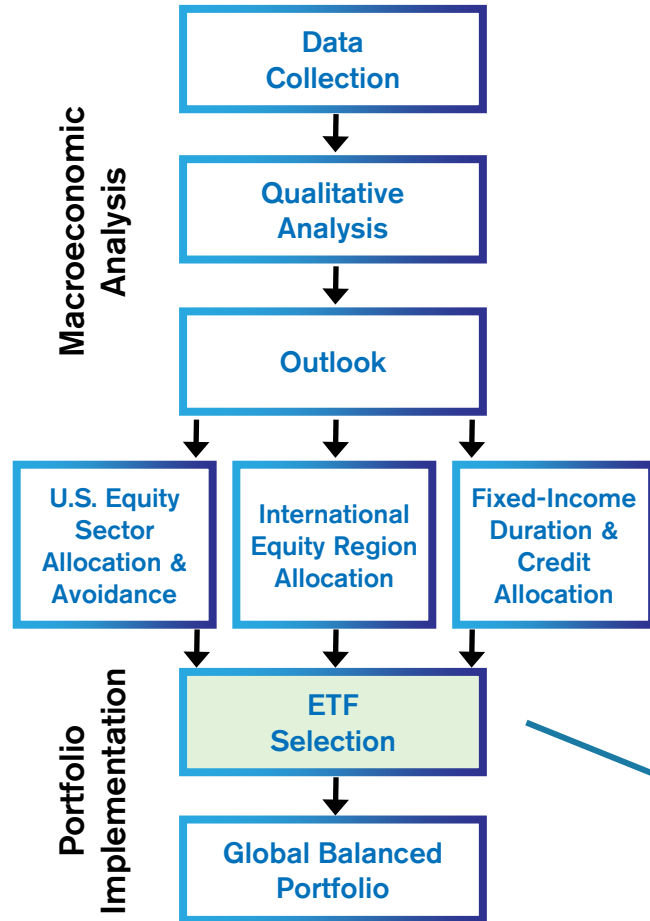 Data
Collection
Macroeconomic
Analysis
Qualitative
Analysis
Outlook
U.S. Equity
Sector
Allocation &
Avoidance
International
Equity Region
Allocation
Fixed-Income
Duration &
Credit
Allocation
Portfolio
Implementation
ETF
Selection
Global Balanced
Portfolio